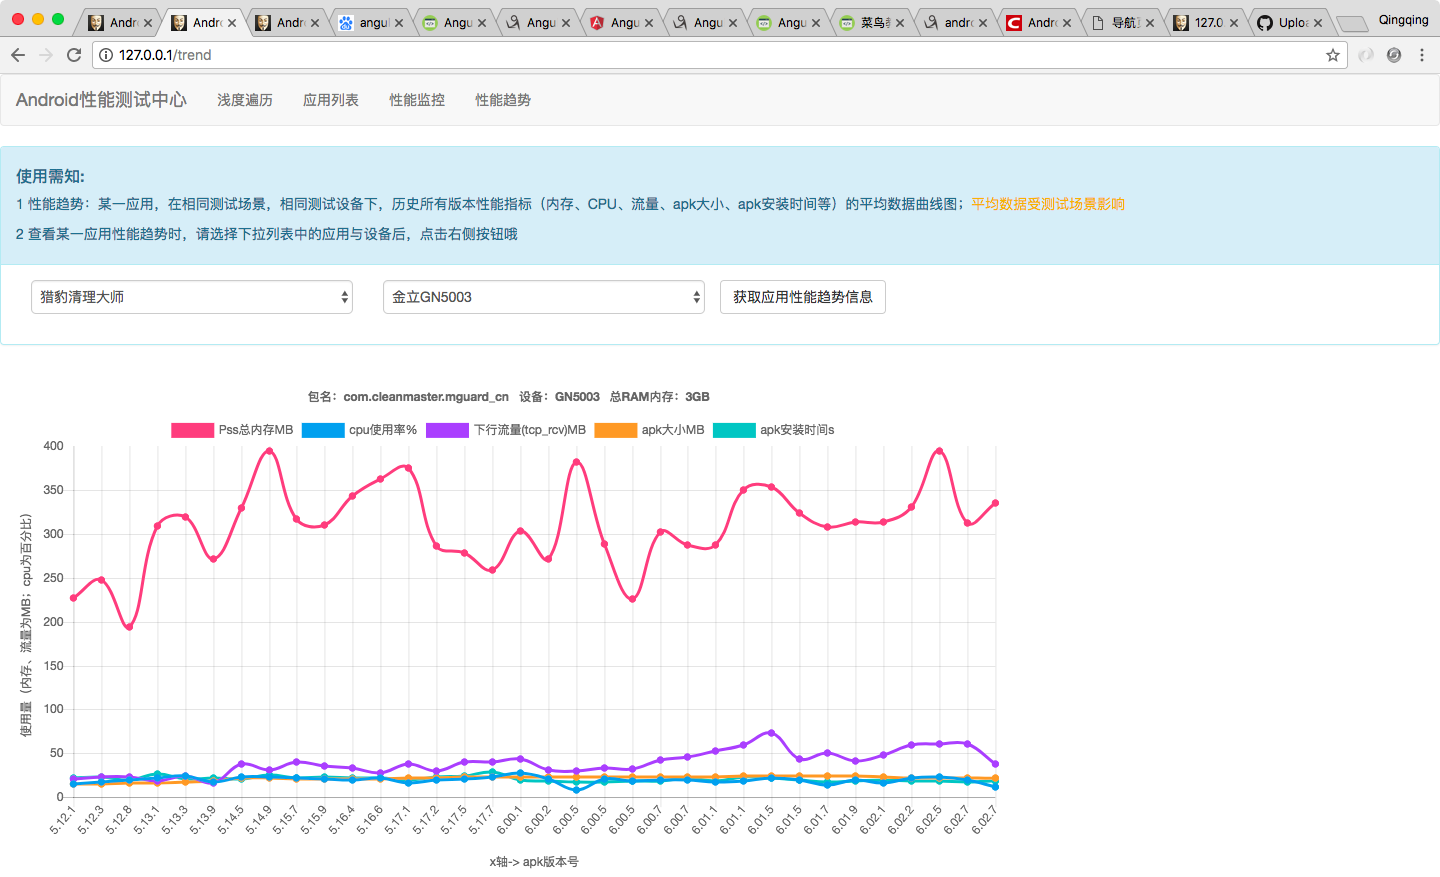 Andro
Andro
Andro
angul
Angu
Angu
Angu
Angu
Angu
菜鸟教
andro
Andro
导航页
127.0
Uploa
Qingqing
127.0.0.1/trend
Android性能测试中心 浅度遍历 应用列表 性能监控 性能趋势
使用需知:
1 性能趋势：某一应用，在相同测试场景，相同测试设备下，历史所有版本性能指标（内存、CPU、流量、apk大小、apk安装时间等）的平均数据曲线图；平均数据受测试场景影响
2 查看某一应用性能趋势时，请选择下拉列表中的应用与设备后，点击右侧按钮哦
猎豹清理大师 金立GN5003 获取应用性能趋势信息
包名：com.cleanmaster.mguard_cn 设备：GN5003 总RAM内存：3GB
Pss总内存MB cpu使用率% 下行流量(tcp_rcv)MB apk大小MB apk安装时间s
使用量（内存、流量为MB；cpu为百分比）
400
350
300
250
200
150
100
50
0
5.12.1 5.12.3 5.12.8 5.13.1 5.13.3 5.13.9 5.14.5 5.14.9 5.15.7 5.15.9 5.16.4 5.16.6 5.17.1 5.17.2 5.17.5 5.17.7 6.00.1 6.00.2 6.00.5 6.00.5 6.00.5 6.00.7 6.00.7 6.01.1 6.01.1 6.01.5 6.01.5 6.01.7 6.01.9 6.02.1 6.02.2 6.02.5 6.02.7 6.02.7
x轴-> apk版本号